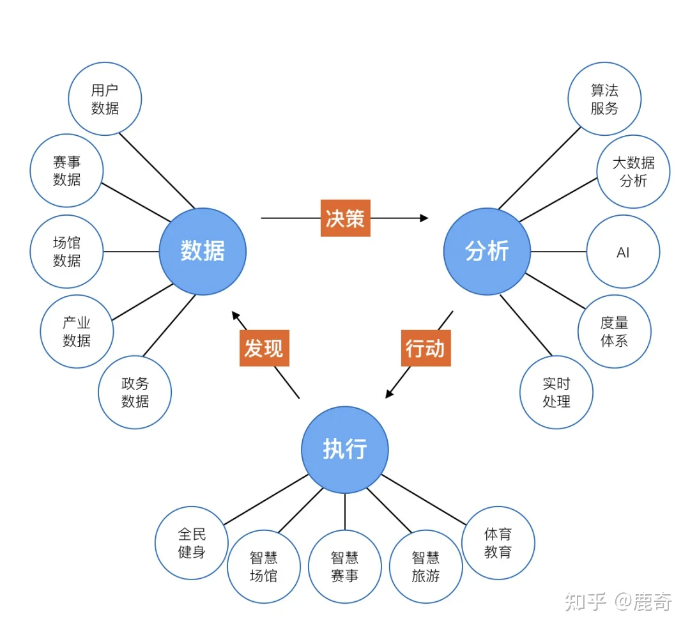 用户
数据
赛事
数据
场馆
数据
产业
数据
政务
数据
数据
决策
分析
算法
服务
大数据
分析
AI
度量
体系
实时
处理
发现
行动
执行
全民
健身
智慧
场馆
智慧
赛事
智慧
旅游
体育
教育
知乎 @鹿奇